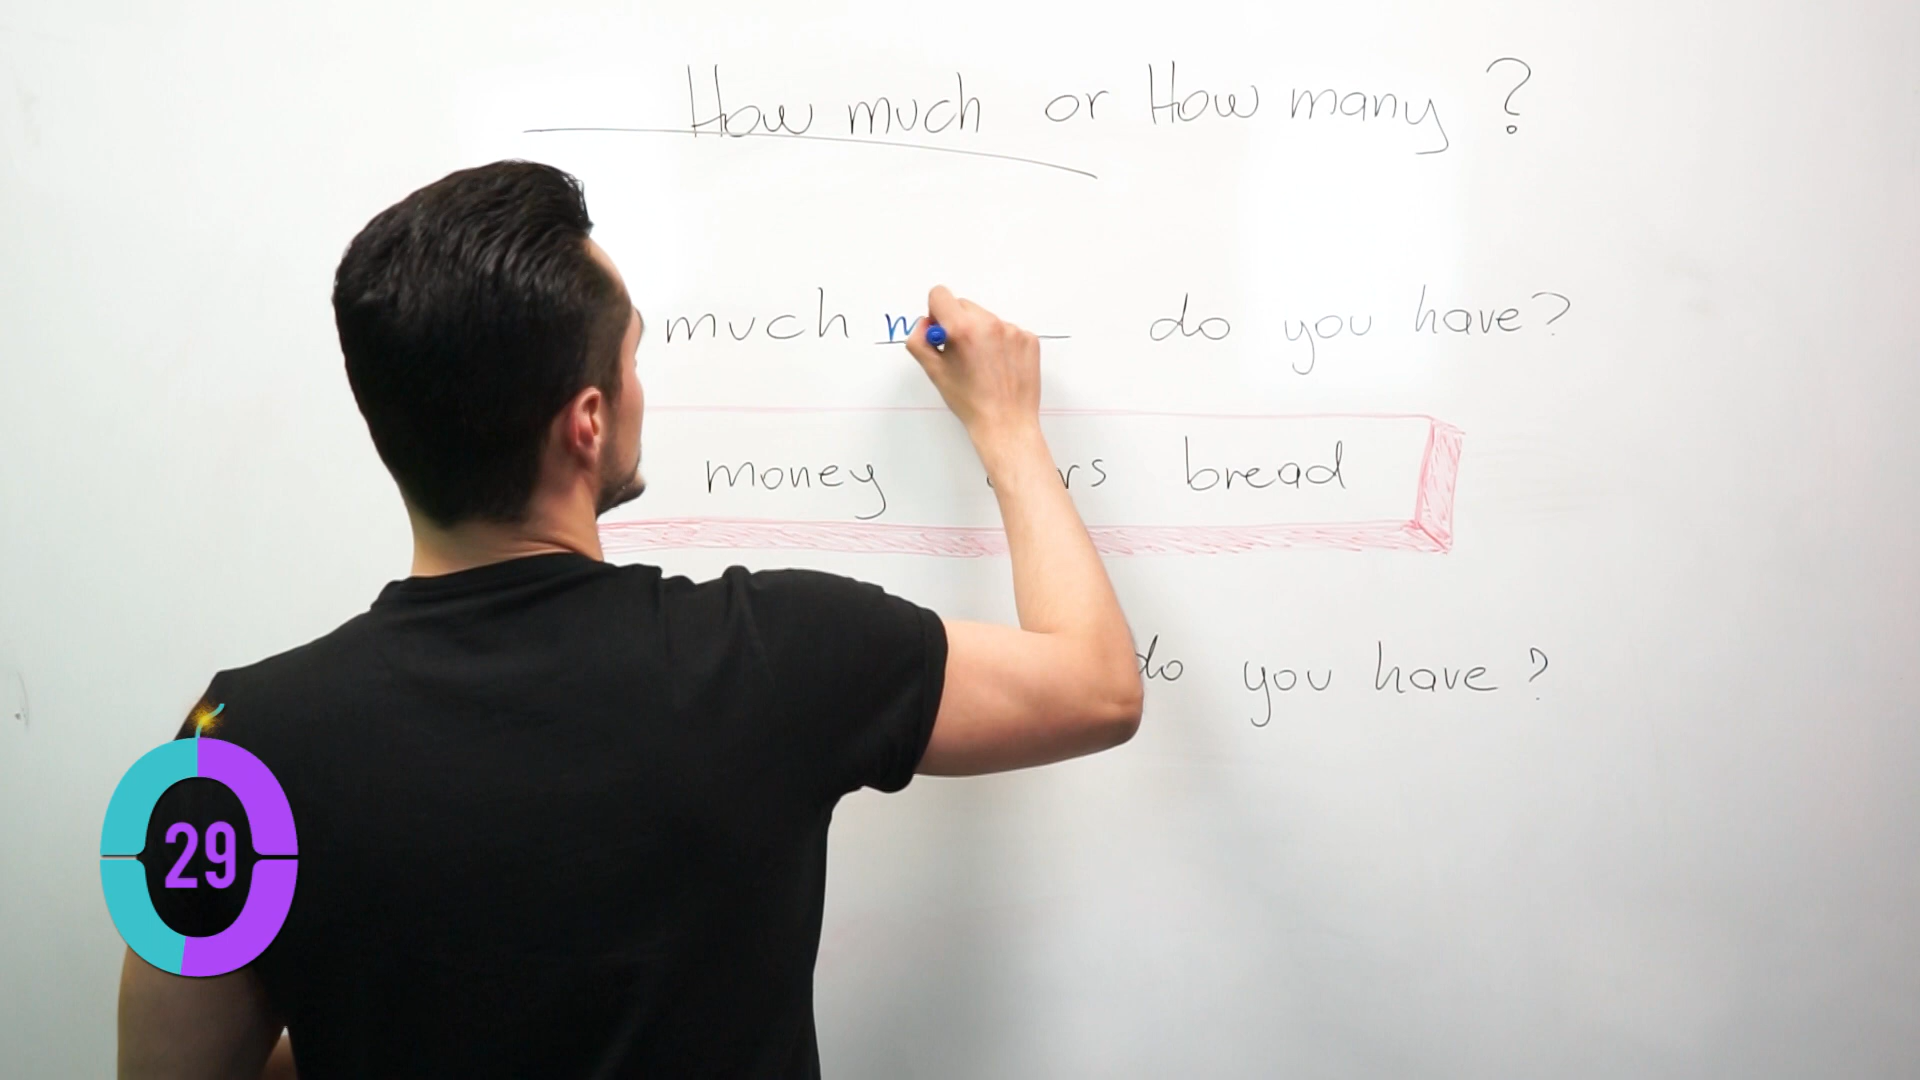 How much or How many ?
much m do you have?
money bread
do you have ?
29